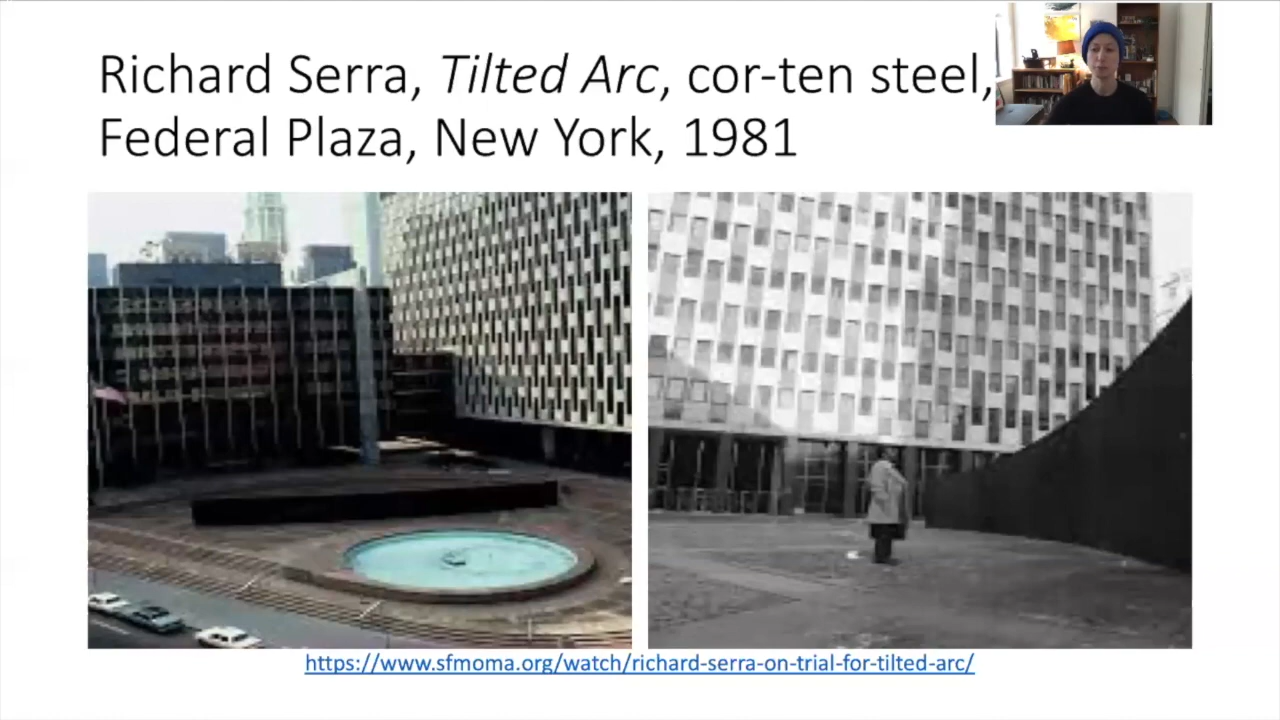 Richard Serra, Tilted Arc, cor-ten steel,
Federal Plaza, New York, 1981
https://www.sfmoma.org/watch/richard-serra-on-trial-for-tilted-arc/